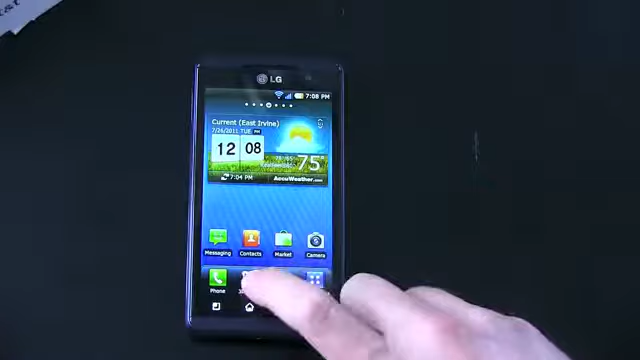 at&t
LG
7:08 PM
Current (East Irvine)
7/26/2011 TUE PM
12 08
75°
7:04 PM AccuWeather.com
Messaging Contacts Market Camera
Phone